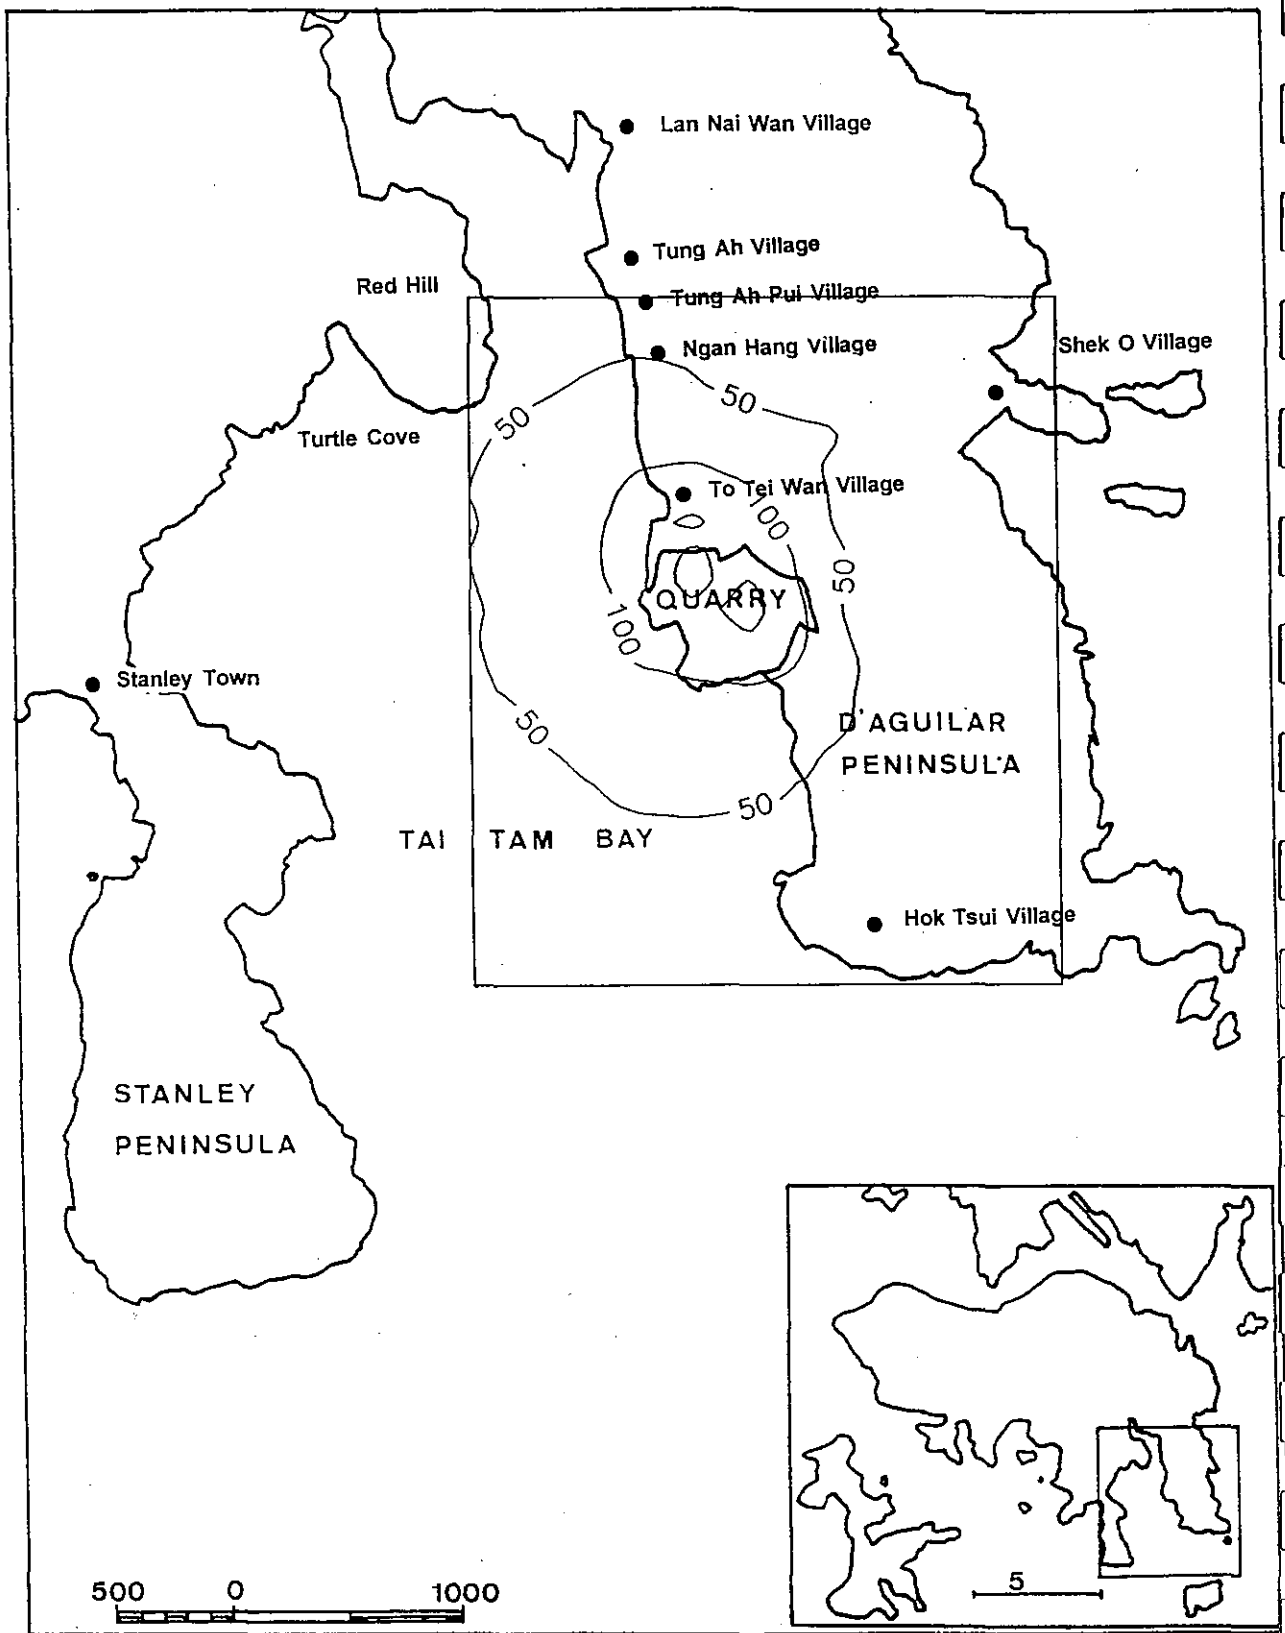 Lan Nai Wan Village
Tung Ah Village
Red Hill
Tung Ah Pui Village
Ngan Hang Village
Shek O Village
50
50
Turtle Cove
To Tei Wan Village
100
50
QUARRY
100
Stanley Town
50
D'AGUILAR
PENINSULA
50
TAI TAM BAY
Hok Tsui Village
STANLEY
PENINSULA
5
500 0 1000